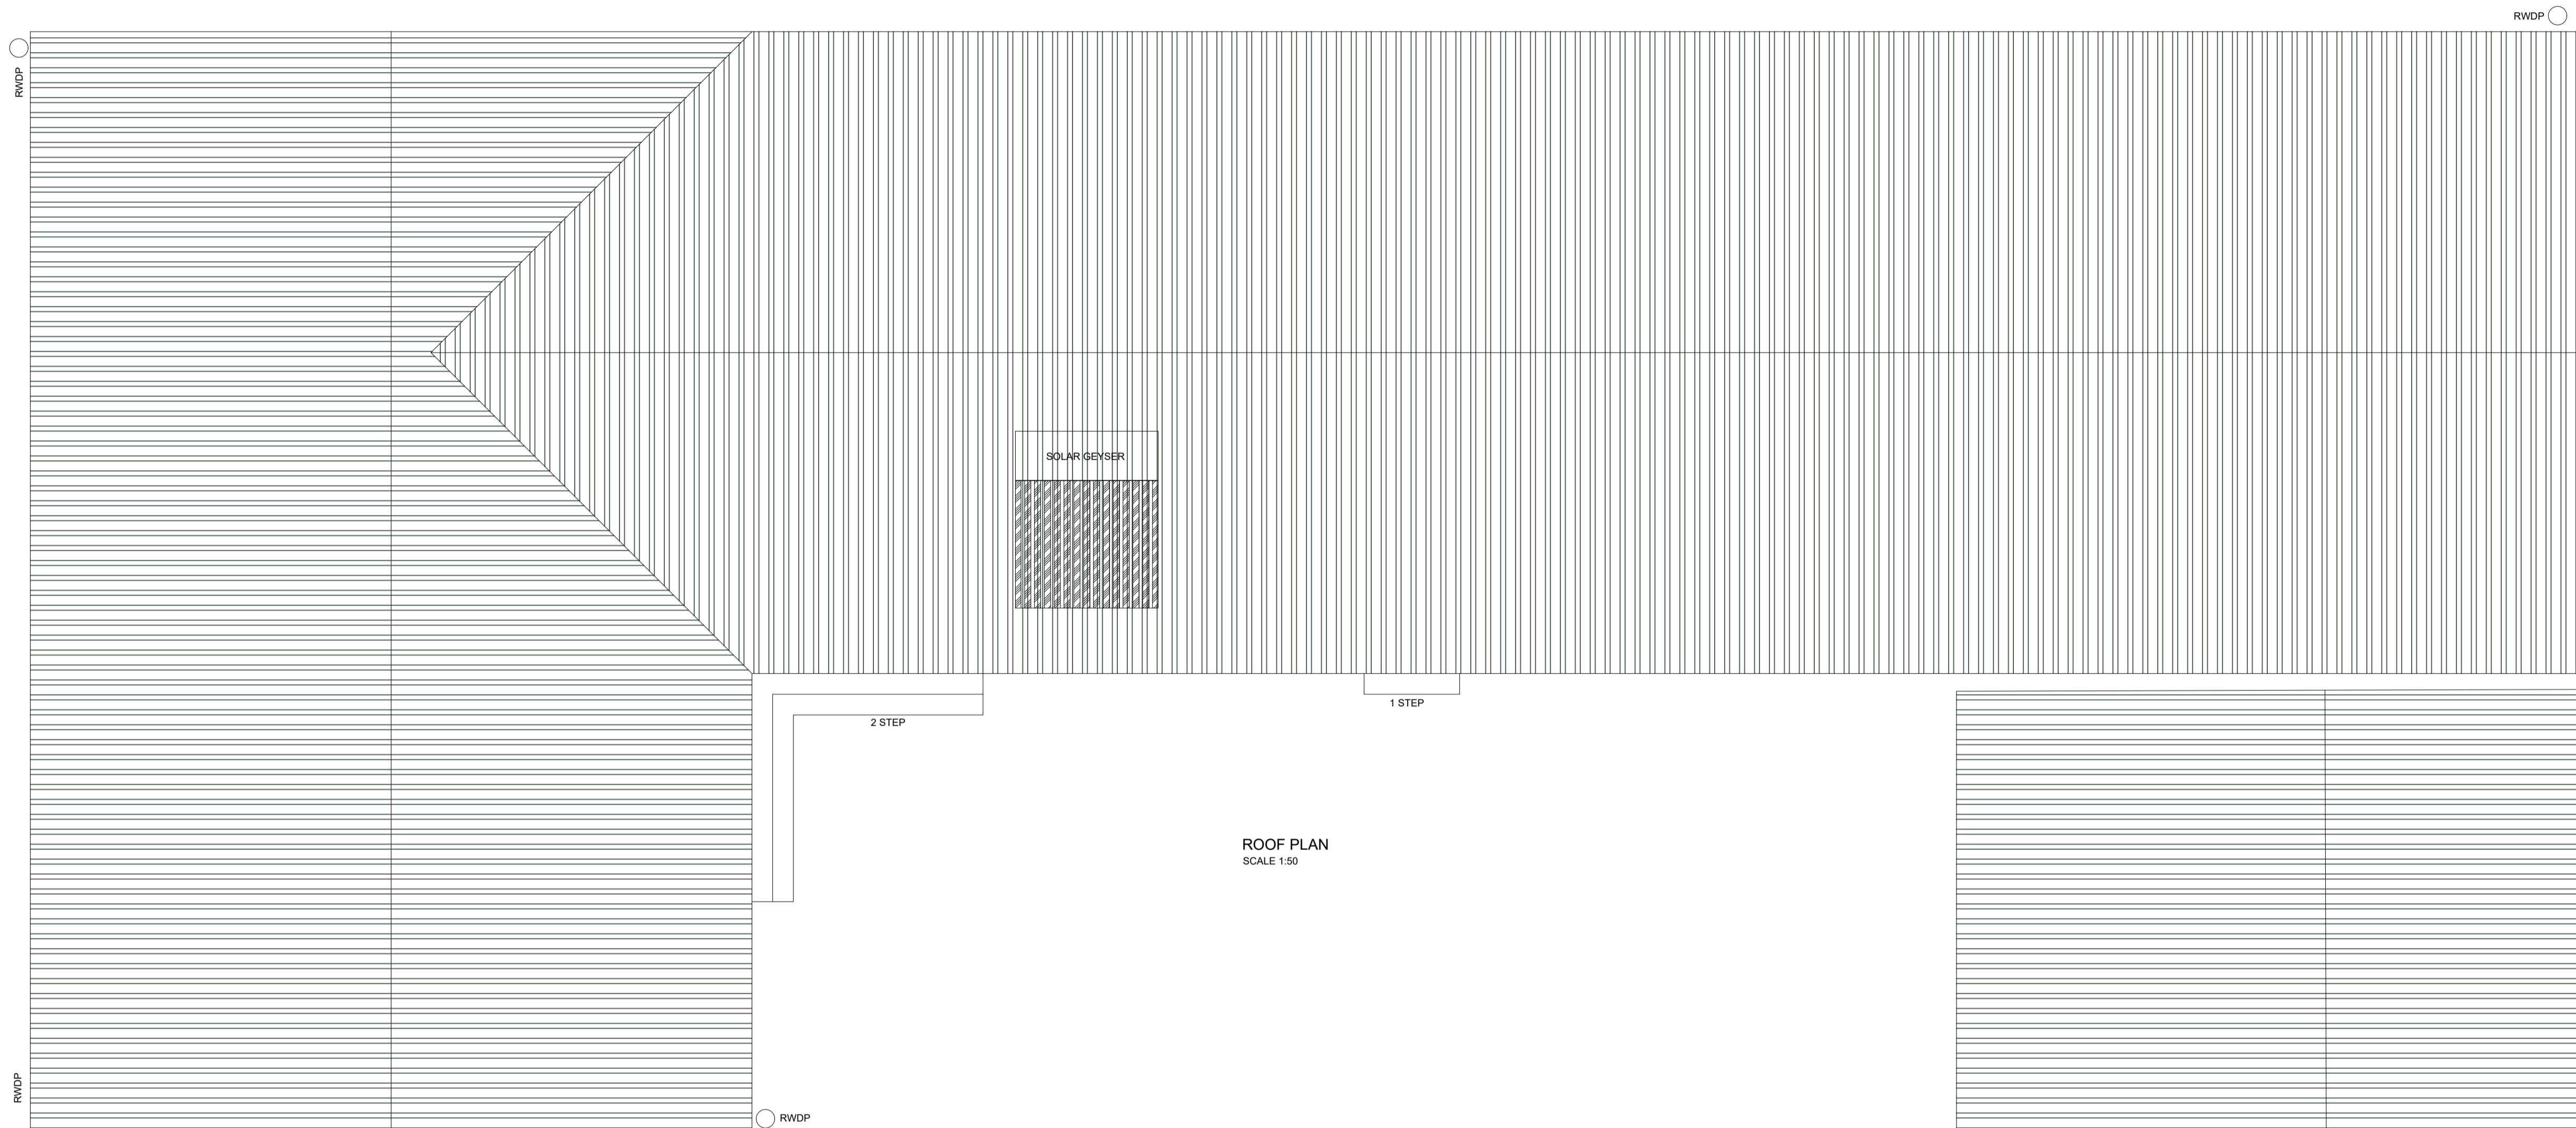 RWDP
RWDP
SOLAR GEYSER
1 STEP
2 STEP
ROOF PLAN
SCALE 1:50
RWDP
RWDP